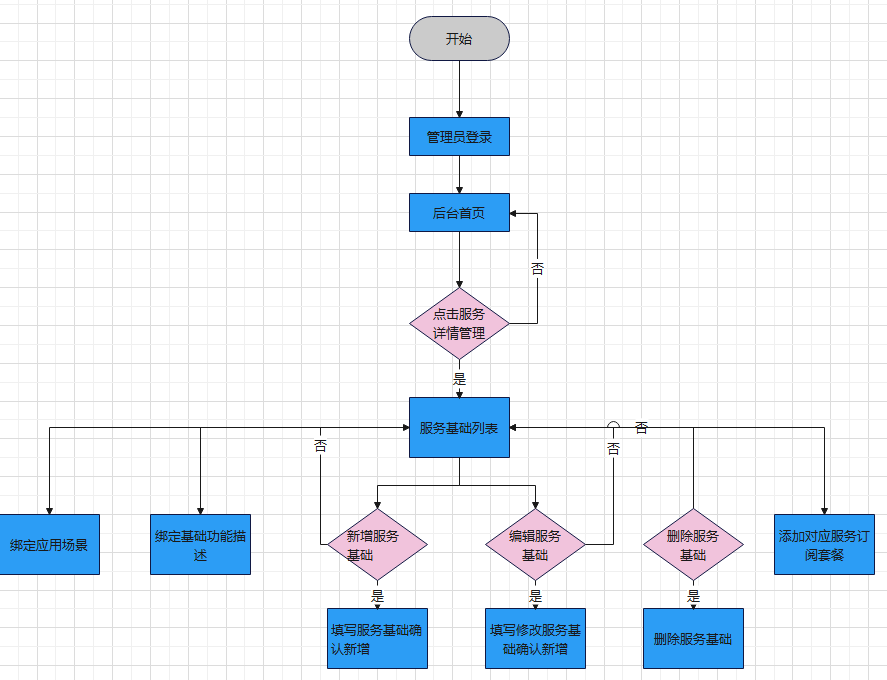 开始
管理员登录
后台首页
否
点击服务
详情管理
是
服务基础列表
否
否
否
绑定应用场景
绑定基础功能描
述
新增服务
基础
编辑服务
基础
删除服务
基础
添加对应服务订
阅套餐
是
是
是
填写服务基础确
认新增
填写修改服务基
础确认新增
删除服务基础